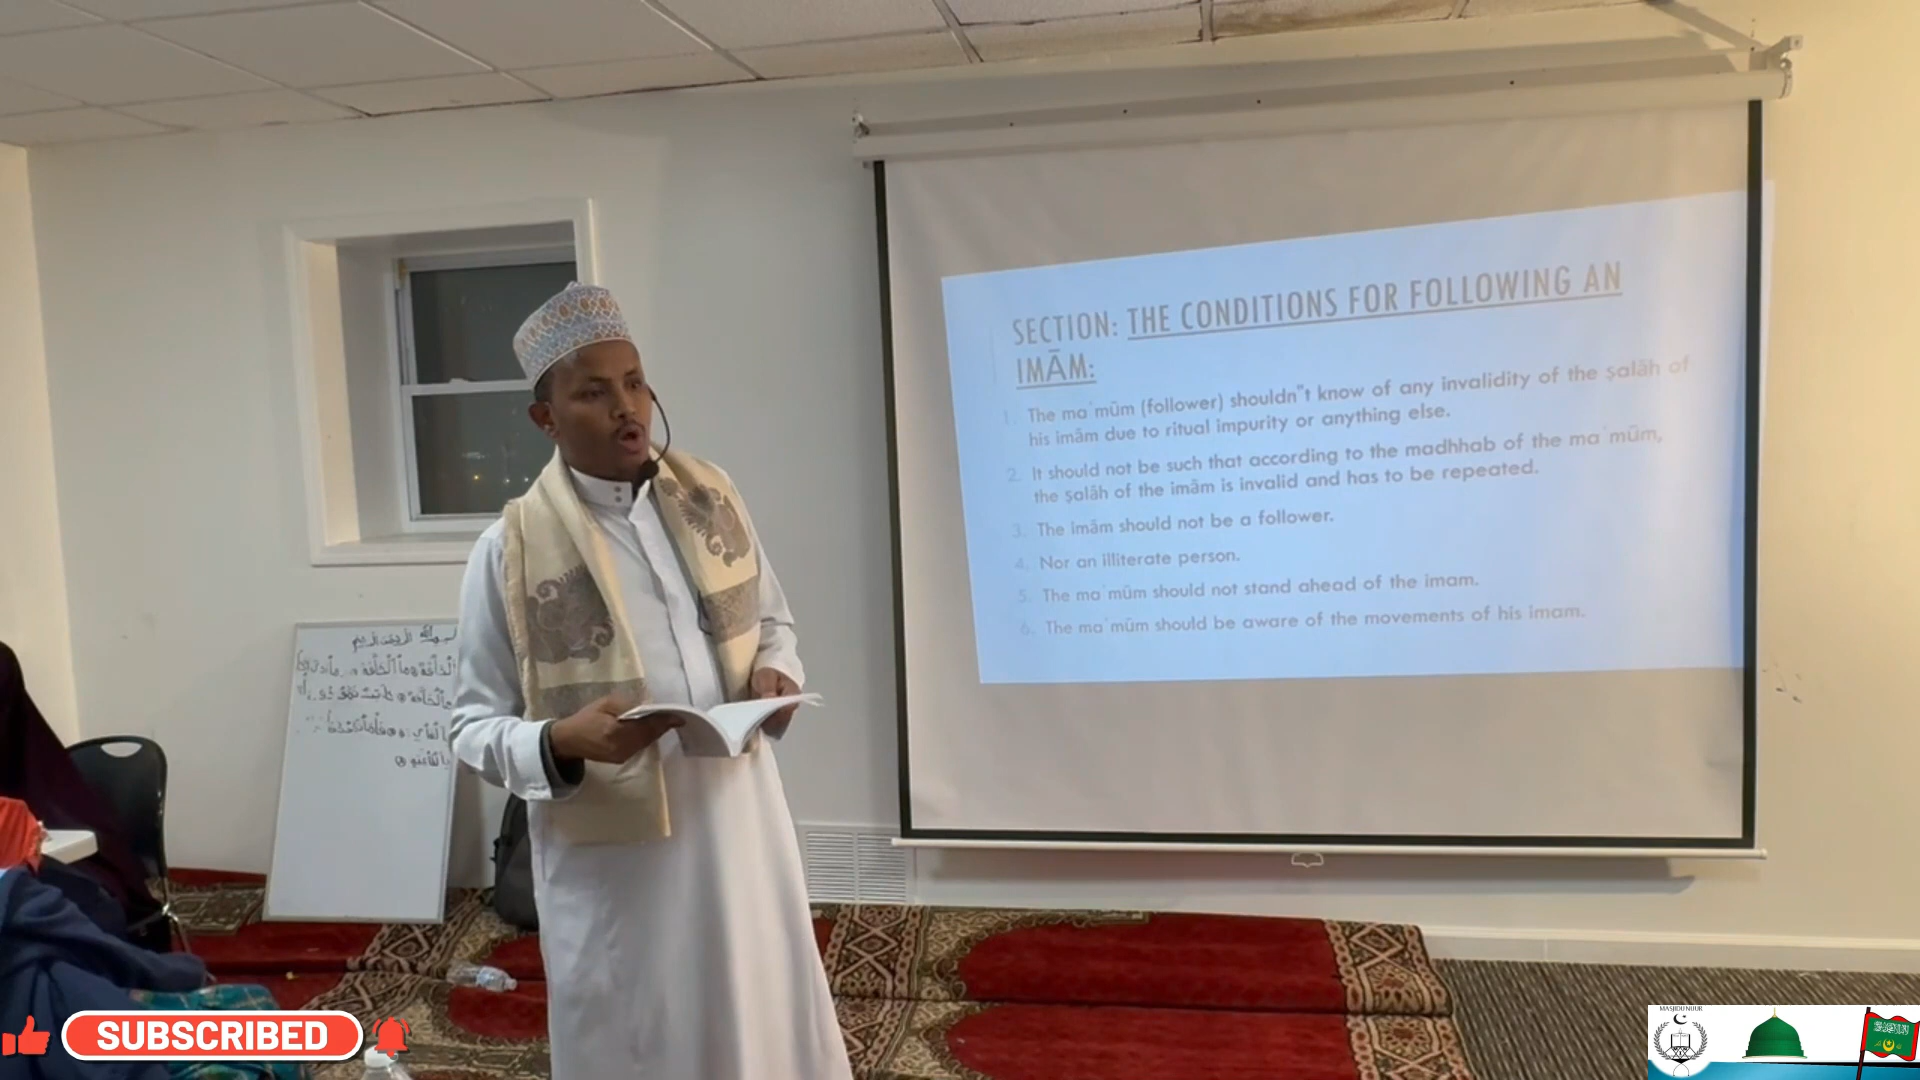 SECTION: THE CONDITIONS FOR FOLLOWING AN
IMĀM:
1. The ma'mūm (follower) shouldn"t know of any invalidity of the ṣalāh of
his imām due to ritual impurity or anything else.
2. It should not be such that according to the madhhab of the ma'mūm,
the ṣalāh of the imām is invalid and has to be repeated.
3. The imām should not be a follower.
4. Nor an illiterate person.
5. The ma'mūm should not stand ahead of the imam.
6. The ma'mūm should be aware of the movements of his imam.
بسم الله الرحمن الرحيم
SUBSCRIBED
MASJIDU NUUR